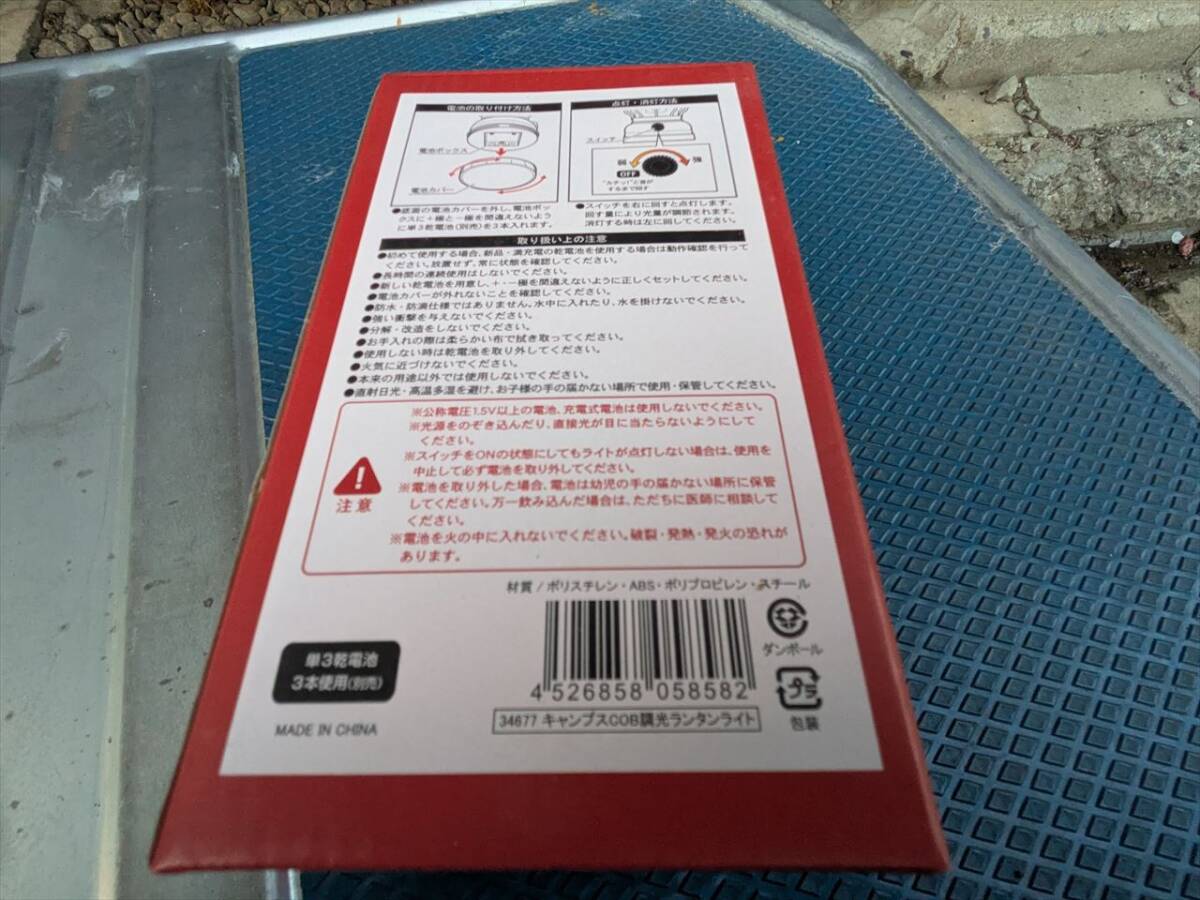 電池の取り付け方法
電池ボックス
電池カバー
●底面の電池カバーを外し、電池ボッ
クスに＋極と－極を間違えないよう
に単3乾電池(別売)を3本入れます。
点灯・消灯方法
スイッチ
弱
強
OFF
"カチッ!"と音が
するまで回す
●スイッチを右に回すと点灯します。
回す量により光量が調節されます。
消灯する時は左に回してください。
取り扱い上の注意
●初めて使用する場合、新品・満充電の乾電池を使用する場合は動作確認を行って
ください。放置せず、常に状態を確認してください。
●長時間の連続使用はしないでください。
●新しい乾電池を用意し、＋・－極を間違えないように正しくセットしてください。
●電池カバーが外れないことを確認してください。
●防水・防滴仕様ではありません。水中に入れたり、水を掛けないでください。
●強い衝撃を与えないでください。
●分解・改造をしないでください。
●お手入れの際は柔らかい布で拭き取ってください。
●使用しない時は乾電池を取り外してください。
●火気に近づけないでください。
●本来の用途以外では使用しないでください。
●直射日光・高温多湿を避け、お子様の手の届かない場所で使用・保管してください。
注意
※公称電圧1.5V以上の電池、充電式電池は使用しないでください。
※光源をのぞき込んだり、直接光が目に当たらないようにして
ください。
※スイッチをONの状態にしてもライトが点灯しない場合は、使用を
中止して必ず電池を取り外してください。
※電池を取り外した場合、電池は幼児の手の届かない場所に保管
してください。万一飲み込んだ場合は、ただちに医師に相談して
ください。
※電池を火の中に入れないでください。破裂・発熱・発火の恐れが
あります。
材質/ポリスチレン・ABS・ポリプロピレン・スチール
単3乾電池
3本使用(別売)
MADE IN CHINA
4 526858 058582
34677 キャンプスCOB調光ランタンライト
ダンボール
プラ
包装